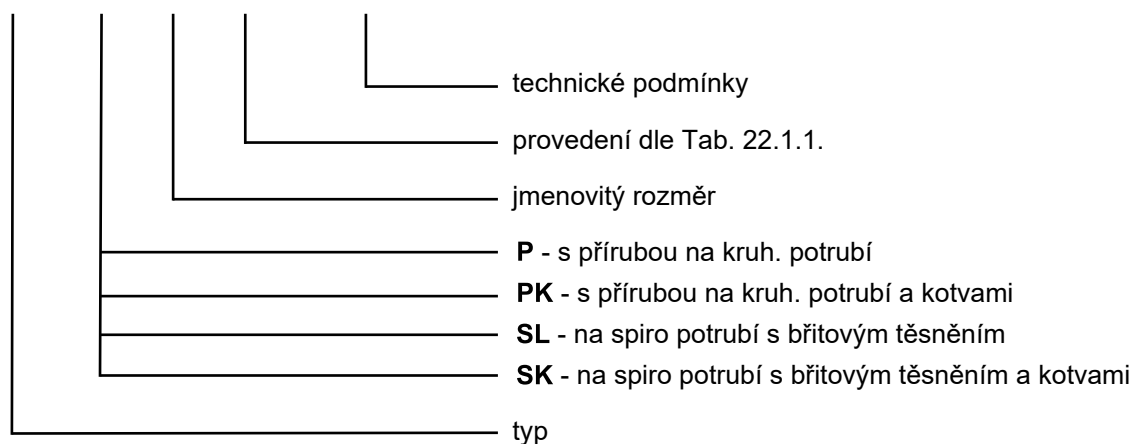 technické podmínky
provedení dle Tab. 22.1.1.
jmenovitý rozměr
P - s přírubou na kruh. potrubí
PK - s přírubou na kruh. potrubí a kotvami
SL - na spiro potrubí s břitovým těsněním
SK - na spiro potrubí s břitovým těsněním a kotvami
typ